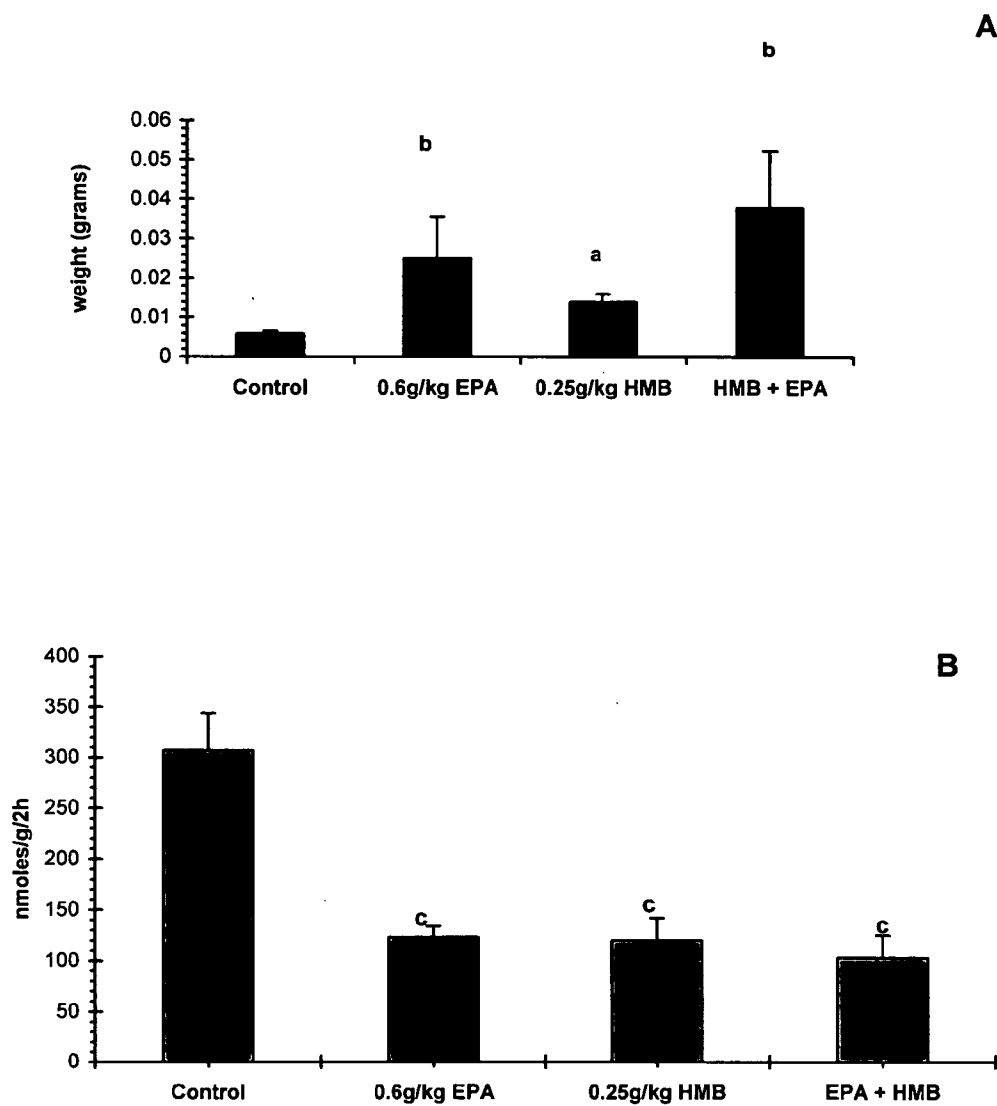 A
b
0.06
0.05
b
0.04
0.03
a
0.02
0.01
0
weight (grams)
Control 0.6g/kg EPA 0.25g/kg HMB HMB + EPA
B
400
350
300
250
200
150
100
50
0
nmoles/g/2h
c c c
Control 0.6g/kg EPA 0.25g/kg HMB EPA + HMB